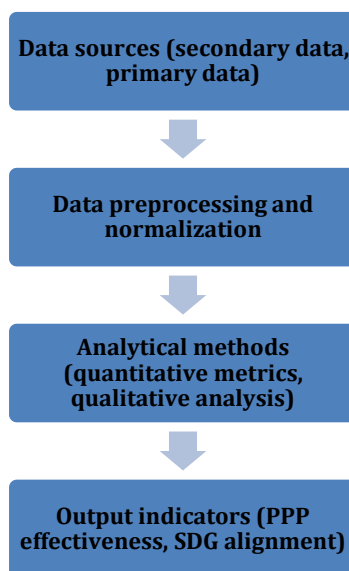 Data sources (secondary data,
primary data)
Data preprocessing and
normalization
Analytical methods
(quantitative metrics,
qualitative analysis)
Output indicators (PPP
effectiveness, SDG alignment)